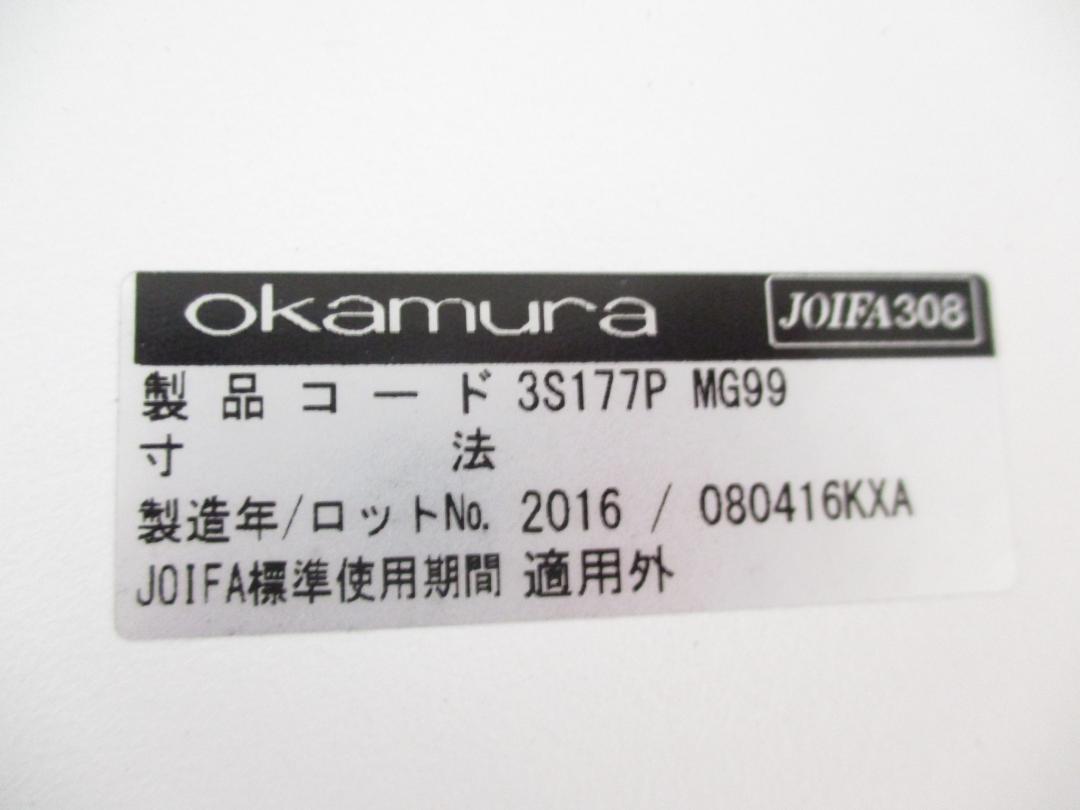 okamura JOIFA308
製品コード 3S177P MG99
寸法
製造年/ロットNo. 2016 / 080416KXA
JOIFA標準使用期間 適用外